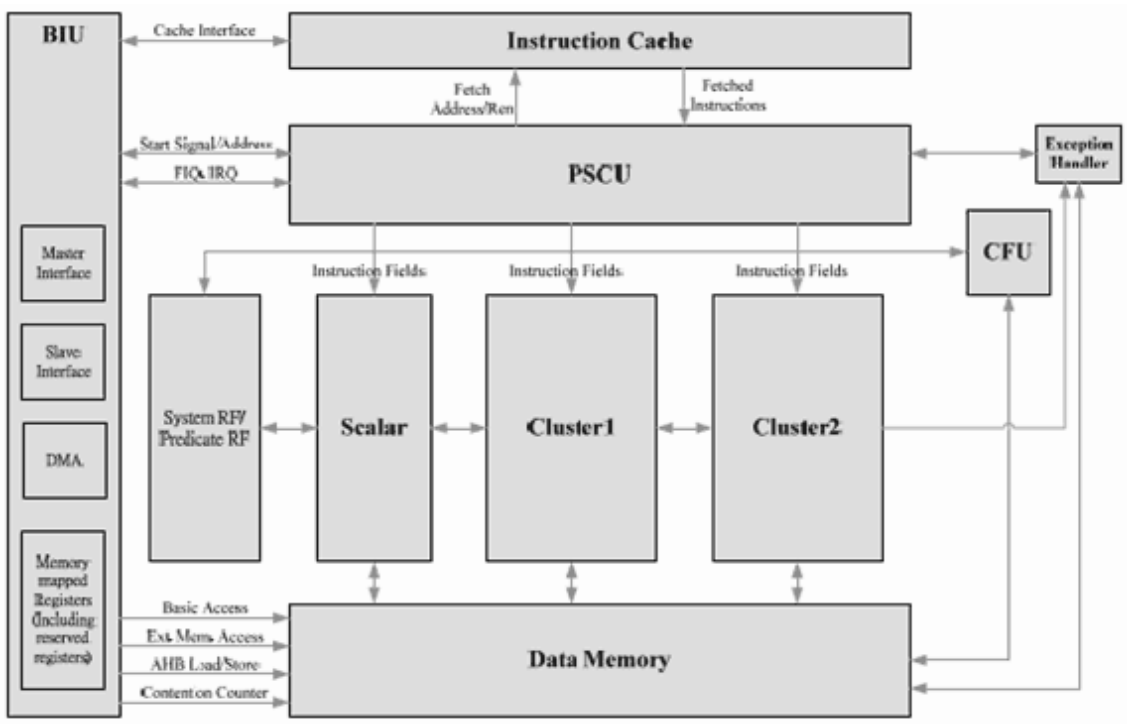 BIU
Cache Interface
Instruction Cache
Fetch
Address/Ren
Fetched
Instructions
Start Signal/Address
FIQ/IRQ
PSCU
Exception
Handler
CFU
Master
Interface
Instruction Fields
Instruction Fields
Instruction Fields
Slave
Interface
System RF/
Predicate RF
Scalar
Cluster1
Cluster2
DMA
Memory
mapped
Registers
(Including
reserved
registers)
Basic Access
Ext. Mem. Access
AHB Load/Store
Contention Counter
Data Memory